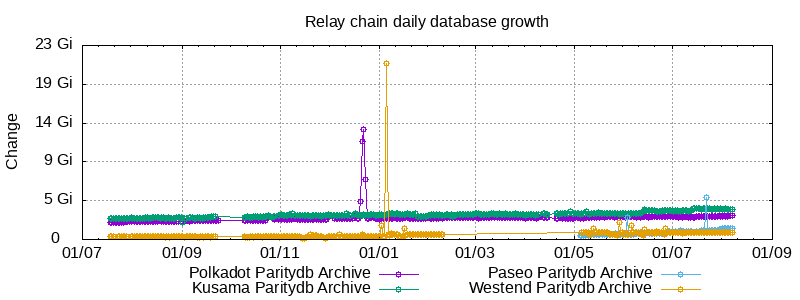 Relay chain daily database growth
23 Gi
19 Gi
14 Gi
9 Gi
5 Gi
0
Change
01/07 01/09 01/11 01/01 01/03 01/05 01/07 01/09
Polkadot Paritydb Archive Paseo Paritydb Archive
Kusama Paritydb Archive Westend Paritydb Archive